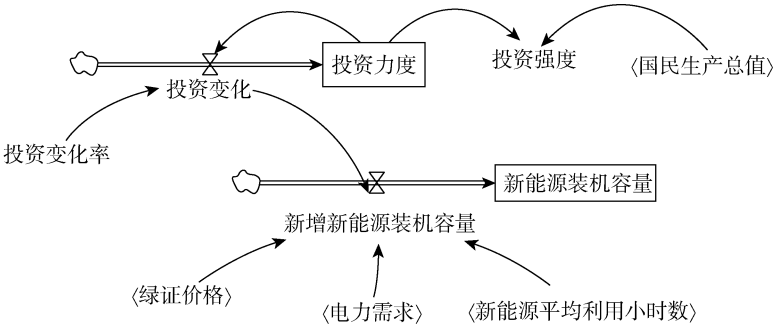 投资力度
投资强度
〈国民生产总值〉
投资变化
投资变化率
新能源装机容量
新增新能源装机容量
〈绿证价格〉
〈电力需求〉
〈新能源平均利用小时数〉